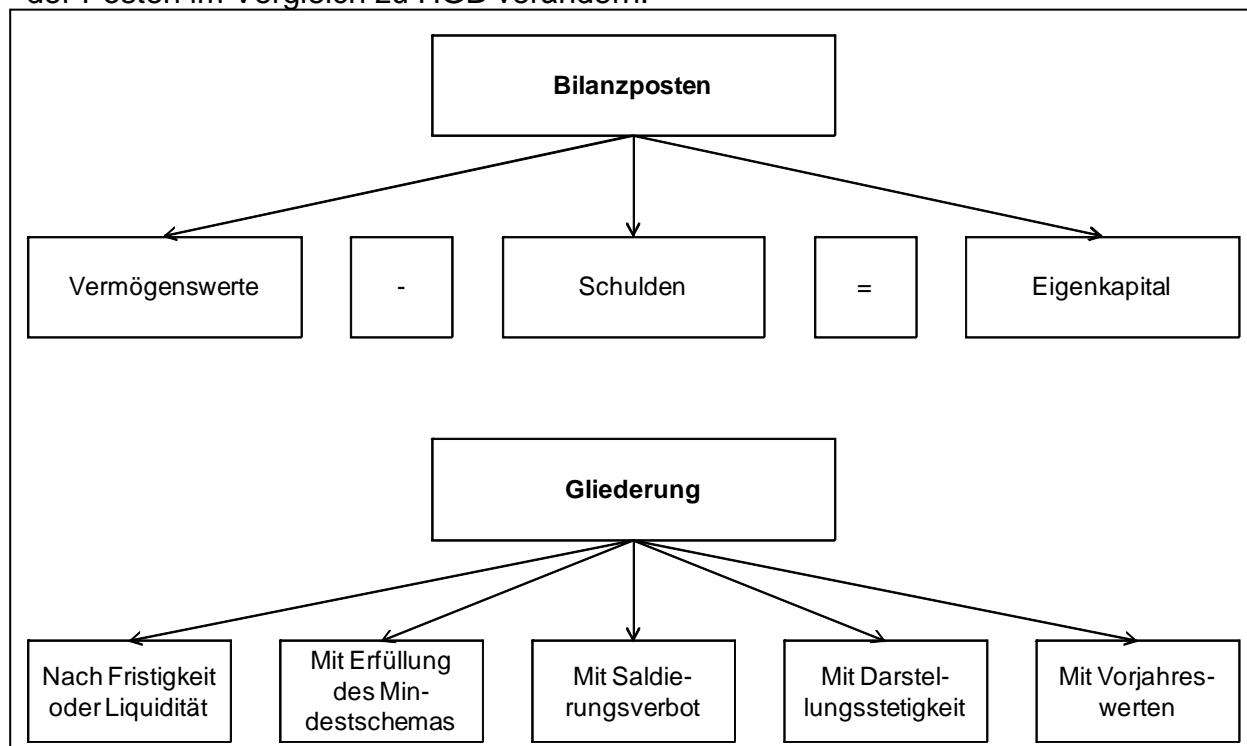 der Posten im Vergleich zu HGB verändern.
Bilanzposten
Vermögenswerte
-
Schulden
=
Eigenkapital
Gliederung
Nach Fristigkeit
oder Liquidität
Mit Erfüllung
des Min-
destschemas
Mit Saldie-
rungsverbot
Mit Darstel-
lungsstetigkeit
Mit Vorjahres-
werten